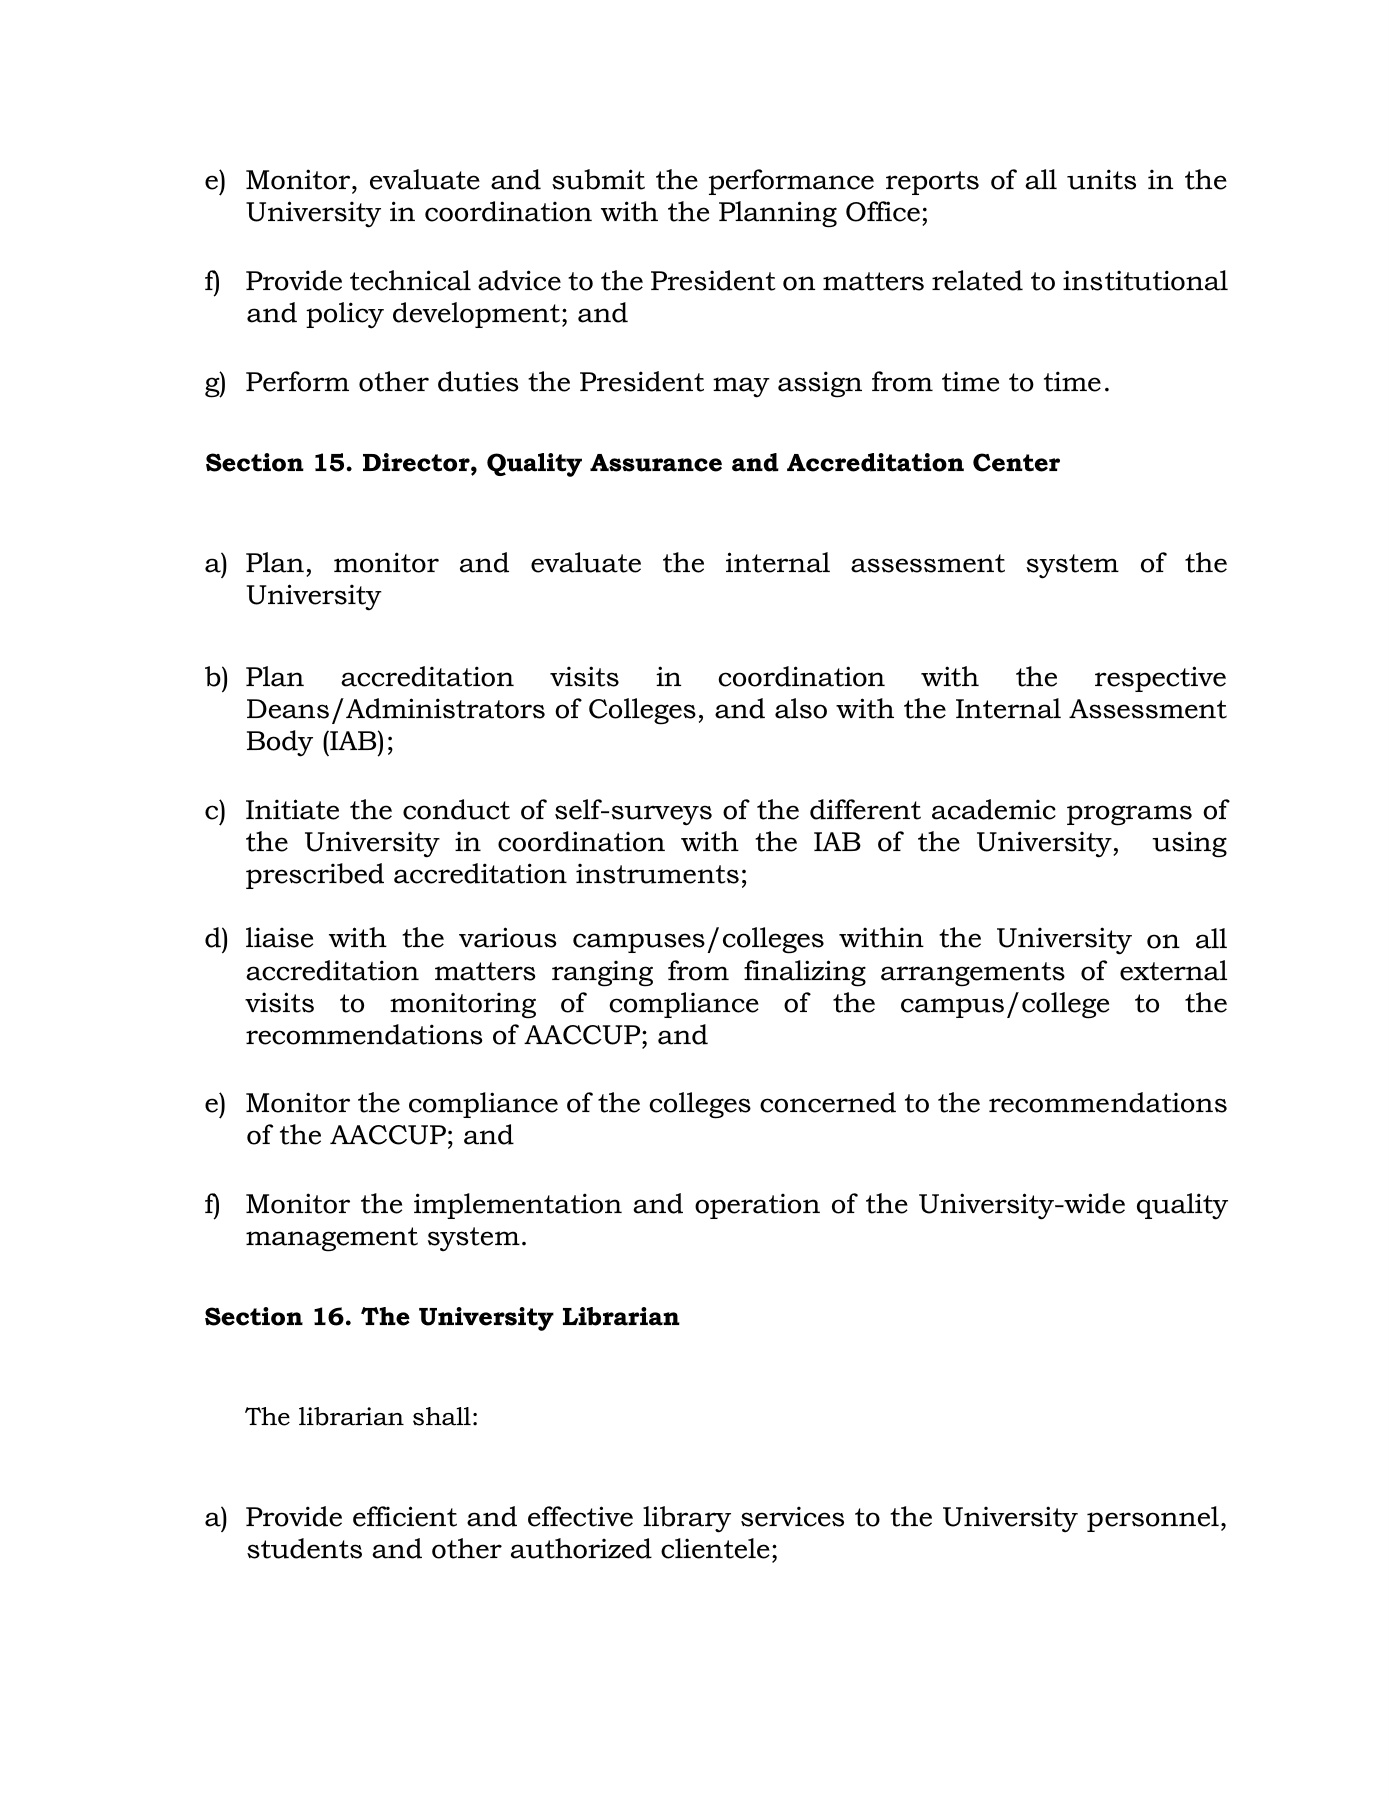 e) Monitor, evaluate and submit the performance reports of all units in the
University in coordination with the Planning Office;
f) Provide technical advice to the President on matters related to institutional
and policy development; and
g) Perform other duties the President may assign from time to time.
Section 15. Director, Quality Assurance and Accreditation Center
a) Plan, monitor and evaluate the internal assessment system of the
University
b) Plan accreditation visits in coordination with the respective
Deans/Administrators of Colleges, and also with the Internal Assessment
Body (IAB);
c) Initiate the conduct of self-surveys of the different academic programs of
the University in coordination with the IAB of the University, using
prescribed accreditation instruments;
d) liaise with the various campuses/colleges within the University on all
accreditation matters ranging from finalizing arrangements of external
visits to monitoring of compliance of the campus/college to the
recommendations of AACCUP; and
e) Monitor the compliance of the colleges concerned to the recommendations
of the AACCUP; and
f) Monitor the implementation and operation of the University-wide quality
management system.
Section 16. The University Librarian
The librarian shall:
a) Provide efficient and effective library services to the University personnel,
students and other authorized clientele;